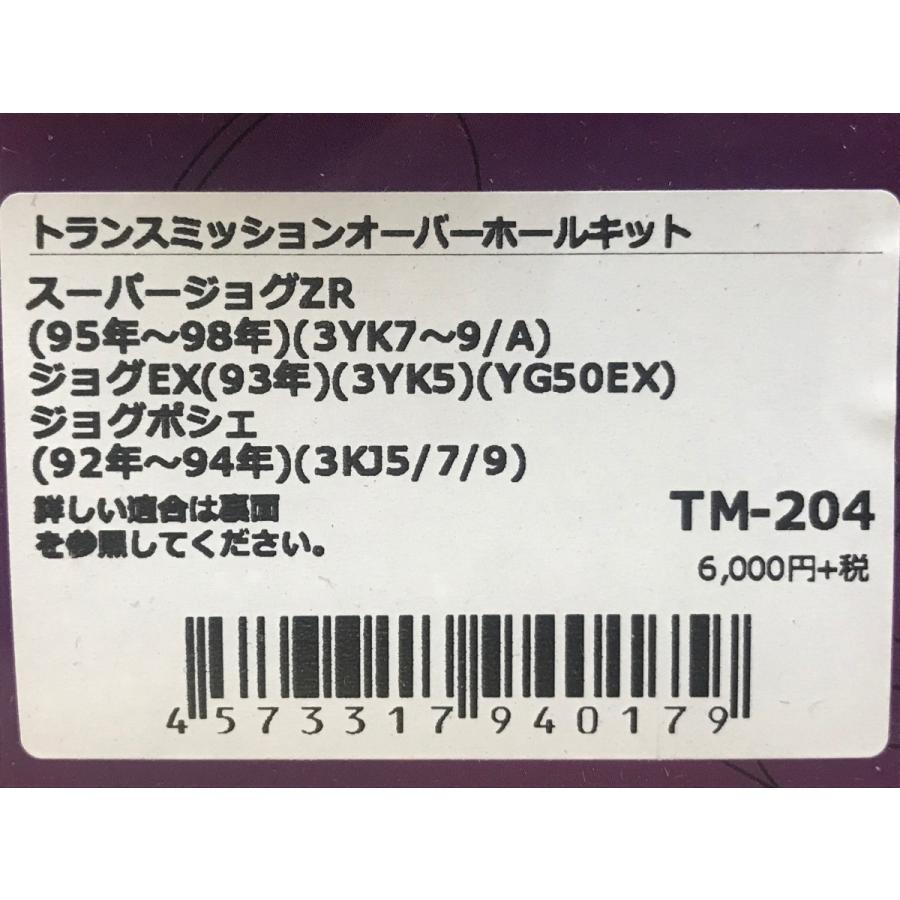 トランスミッションオーバーホールキット
スーパージョグZR
(95年～98年)(3YK7～9/A)
ジョグEX(93年)(3YK5)(YG50EX)
ジョグポシェ
(92年～94年)(3KJ5/7/9)
詳しい適合は裏面
を参照してください。
TM-204
6,000円+税
4573317940179